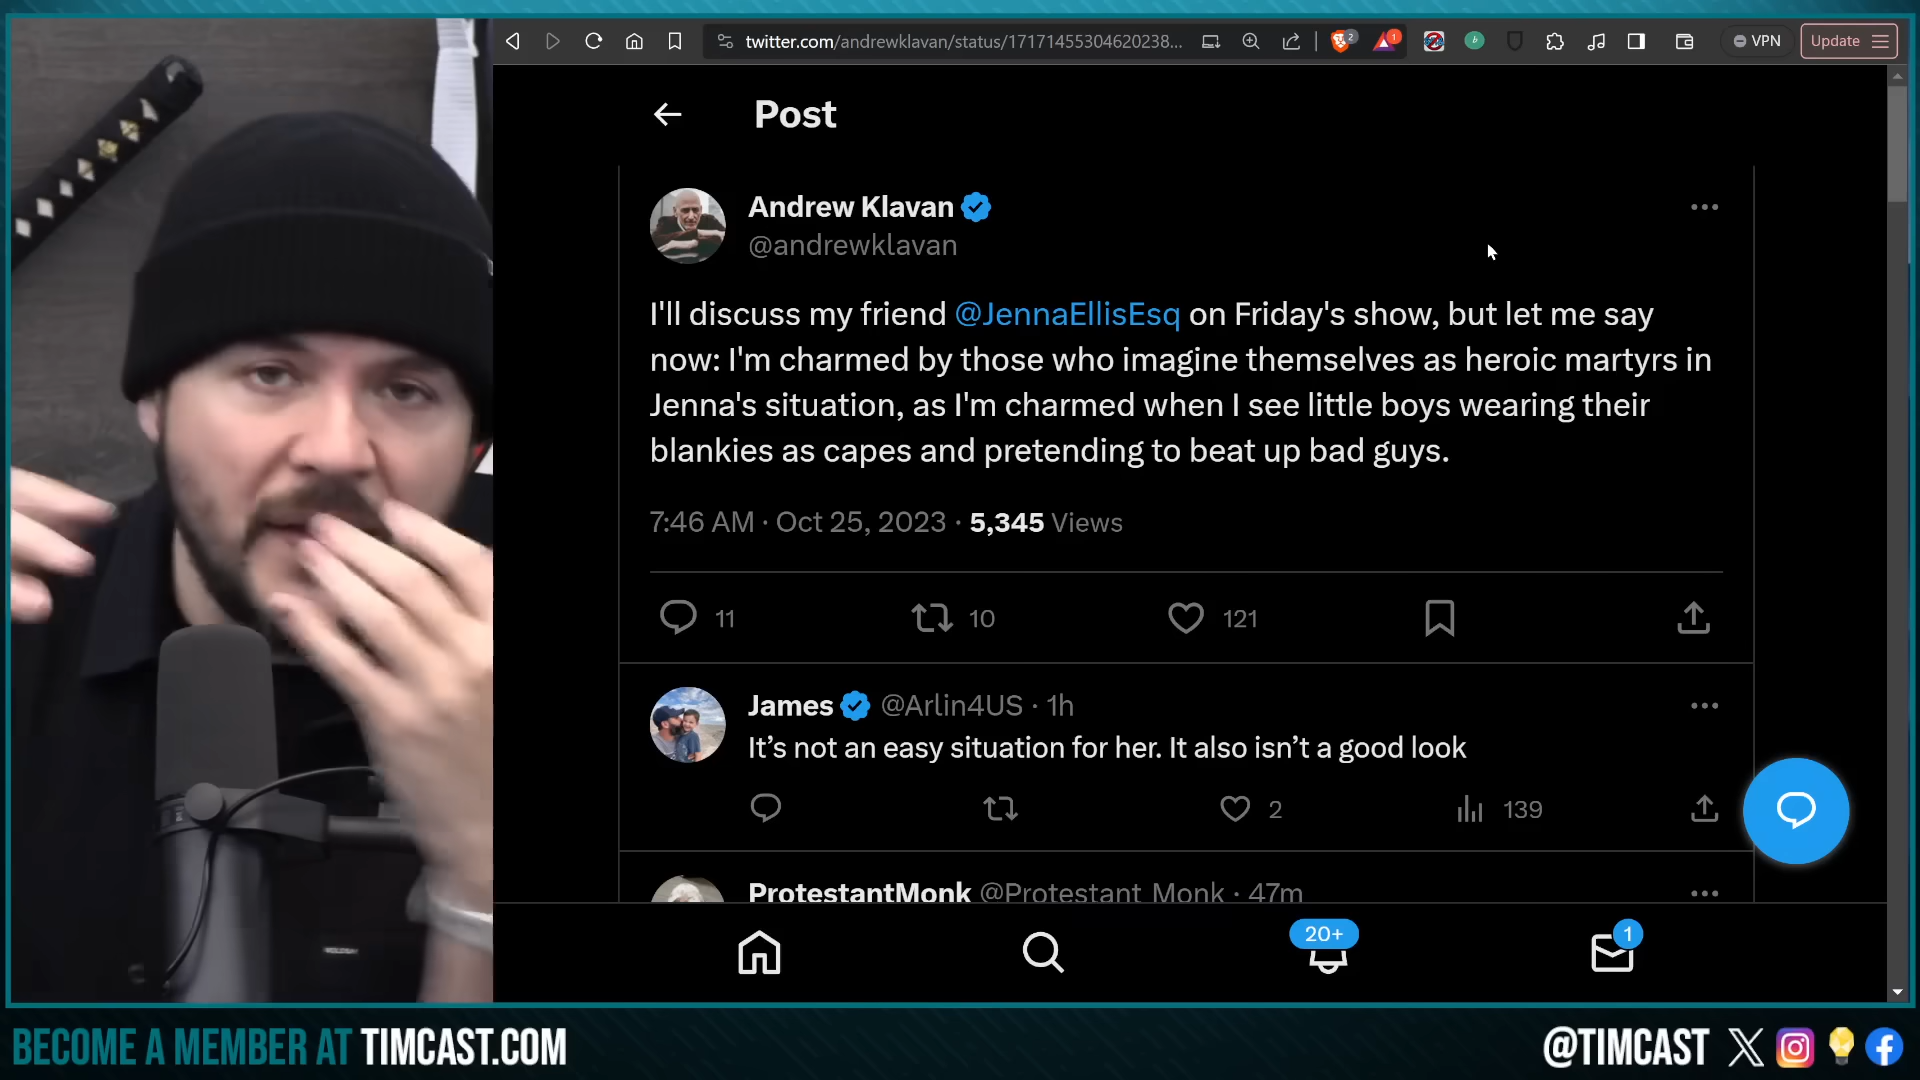 twitter.com/andrewklavan/status/17171455304620238...
2
1
VPN
Update
Post
Andrew Klavan
@andrewklavan
I'll discuss my friend @JennaEllisEsq on Friday's show, but let me say
now: I'm charmed by those who imagine themselves as heroic martyrs in
Jenna's situation, as I'm charmed when I see little boys wearing their
blankies as capes and pretending to beat up bad guys.
7:46 AM · Oct 25, 2023 · 5,345 Views
11 10 121
James @Arlin4US · 1h
It’s not an easy situation for her. It also isn’t a good look
2 139
ProtestantMonk @Protestant_Monk · 47m
20+
1
BECOME A MEMBER AT TIMCAST.COM
@TIMCAST